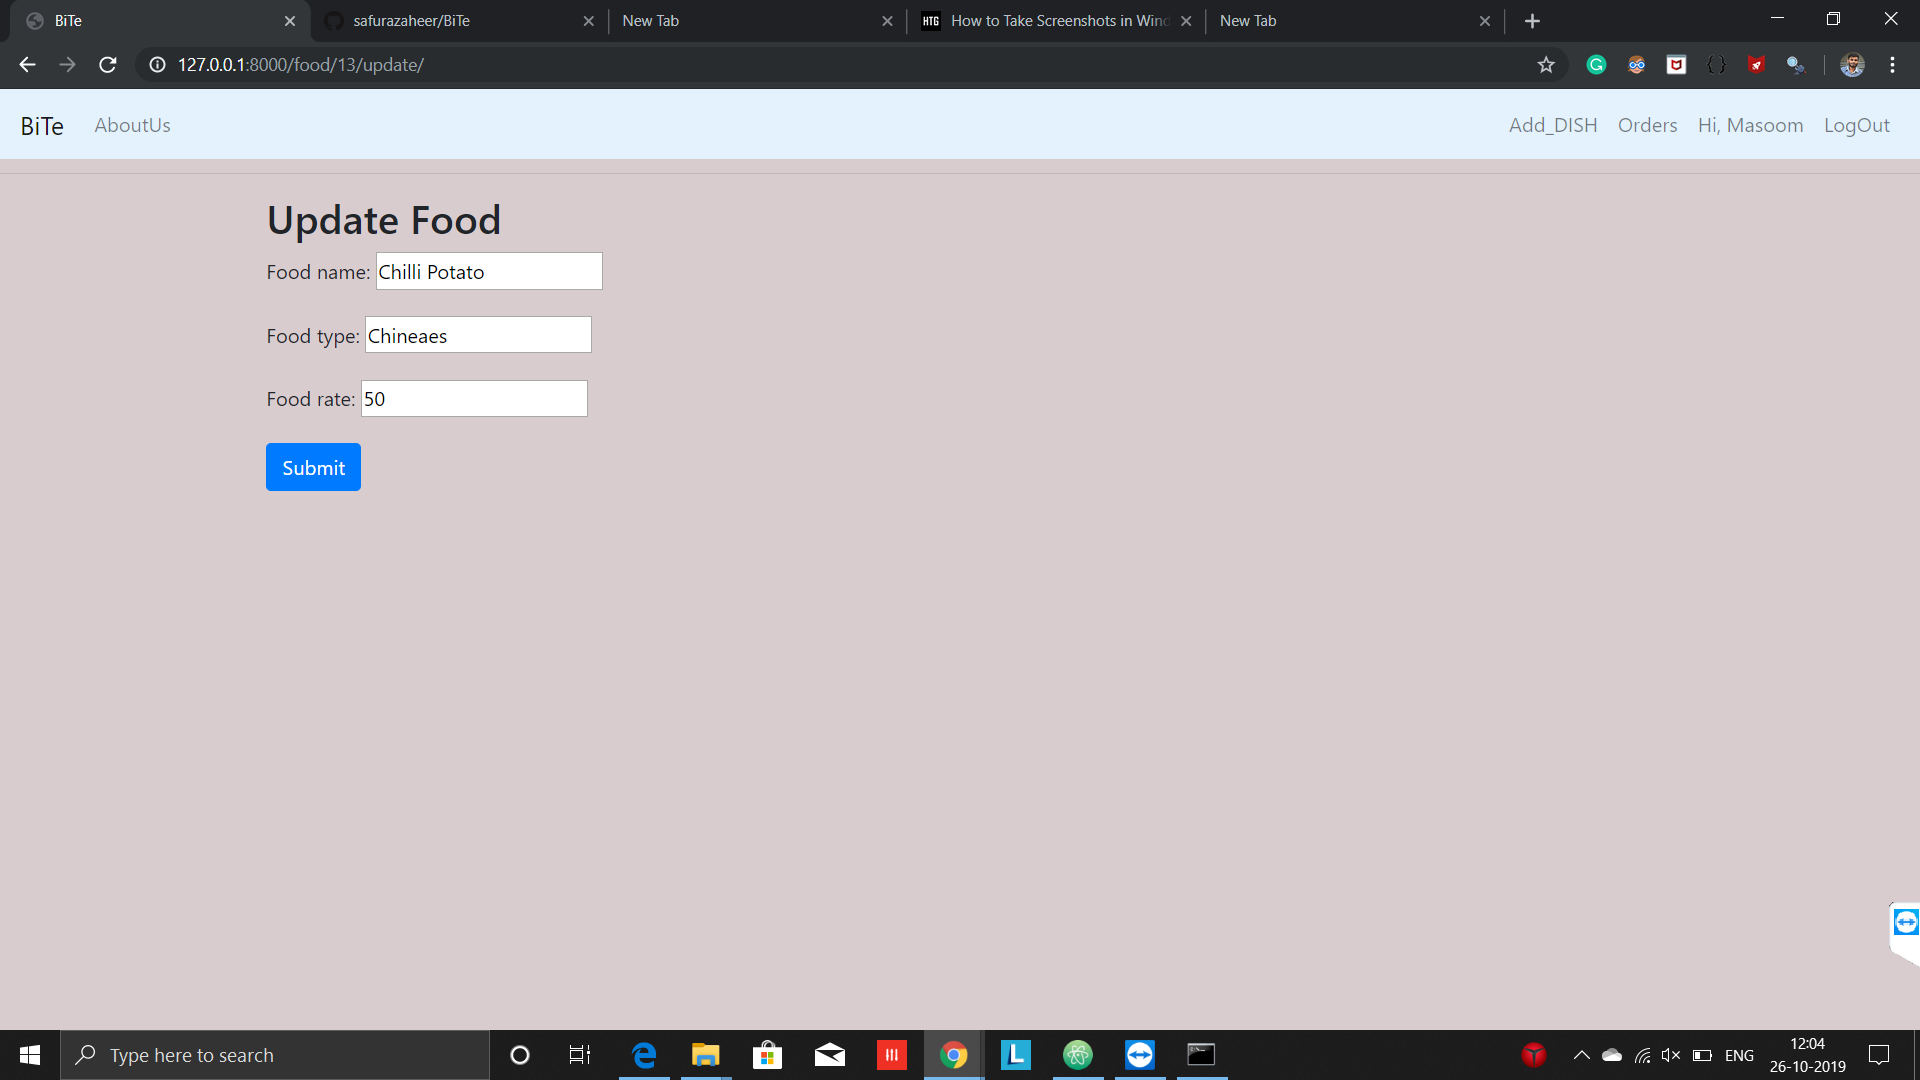 BiTe
safurazaheer/BiTe
New Tab
HTG How to Take Screenshots in Wind
New Tab
127.0.0.1:8000/food/13/update/
BiTe AboutUs Add_DISH Orders Hi, Masoom LogOut
Update Food
Food name: Chilli Potato
Food type: Chineaes
Food rate: 50
Submit
Type here to search
L
ENG
12:04
26-10-2019